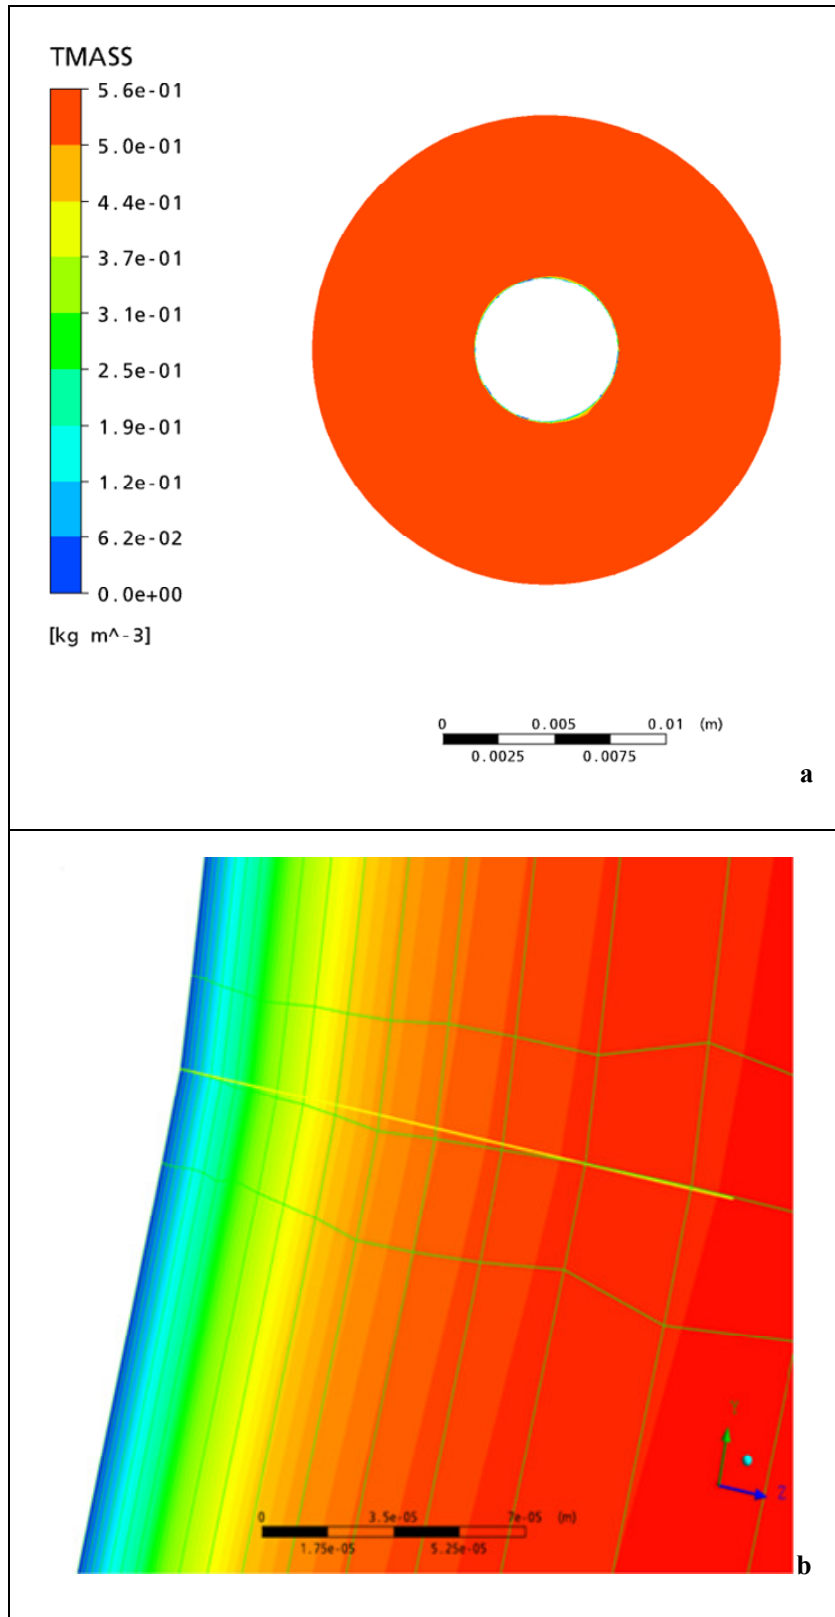 TMASS
5.6e-01
5.0e-01
4.4e-01
3.7e-01
3.1e-01
2.5e-01
1.9e-01
1.2e-01
6.2e-02
0.0e+00
[kg m^-3]
0 0.005 0.01 (m)
0.0025 0.0075
a
Y
Z
0 3.5e-05 7e-05 (m)
1.75e-05 5.25e-05
b